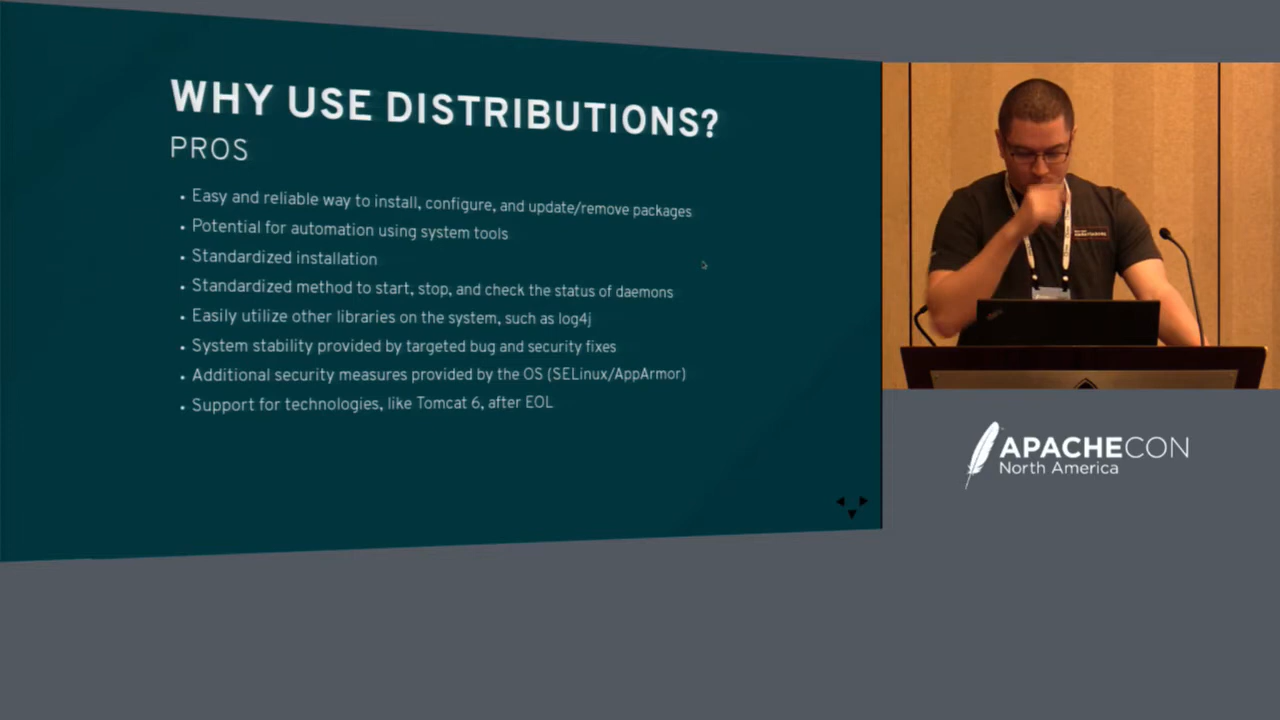 WHY USE DISTRIBUTIONS?
PROS
• Easy and reliable way to install, configure, and update/remove packages
• Potential for automation using system tools
• Standardized installation
• Standardized method to start, stop, and check the status of daemons
• Easily utilize other libraries on the system, such as log4j
• System stability provided by targeted bug and security fixes
• Additional security measures provided by the OS (SELinux/AppArmor)
• Support for technologies, like Tomcat 6, after EOL
APACHECON
North America